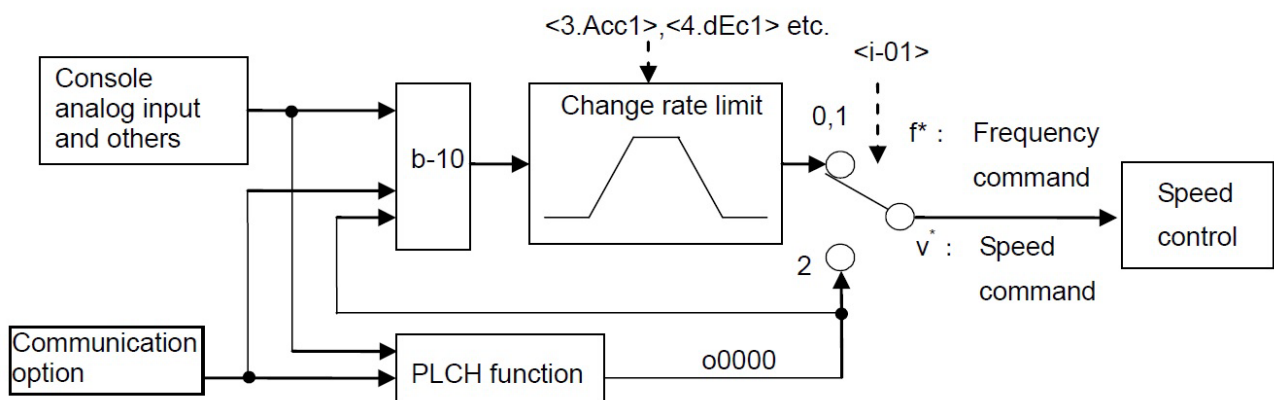 <3.Acc1>,<4.dEc1> etc.
<i-01>
Console
analog input
and others
b-10
Change rate limit
0,1
f* : Frequency
command
Speed
control
v* : Speed
command
2
Communication
option
PLCH function
o0000